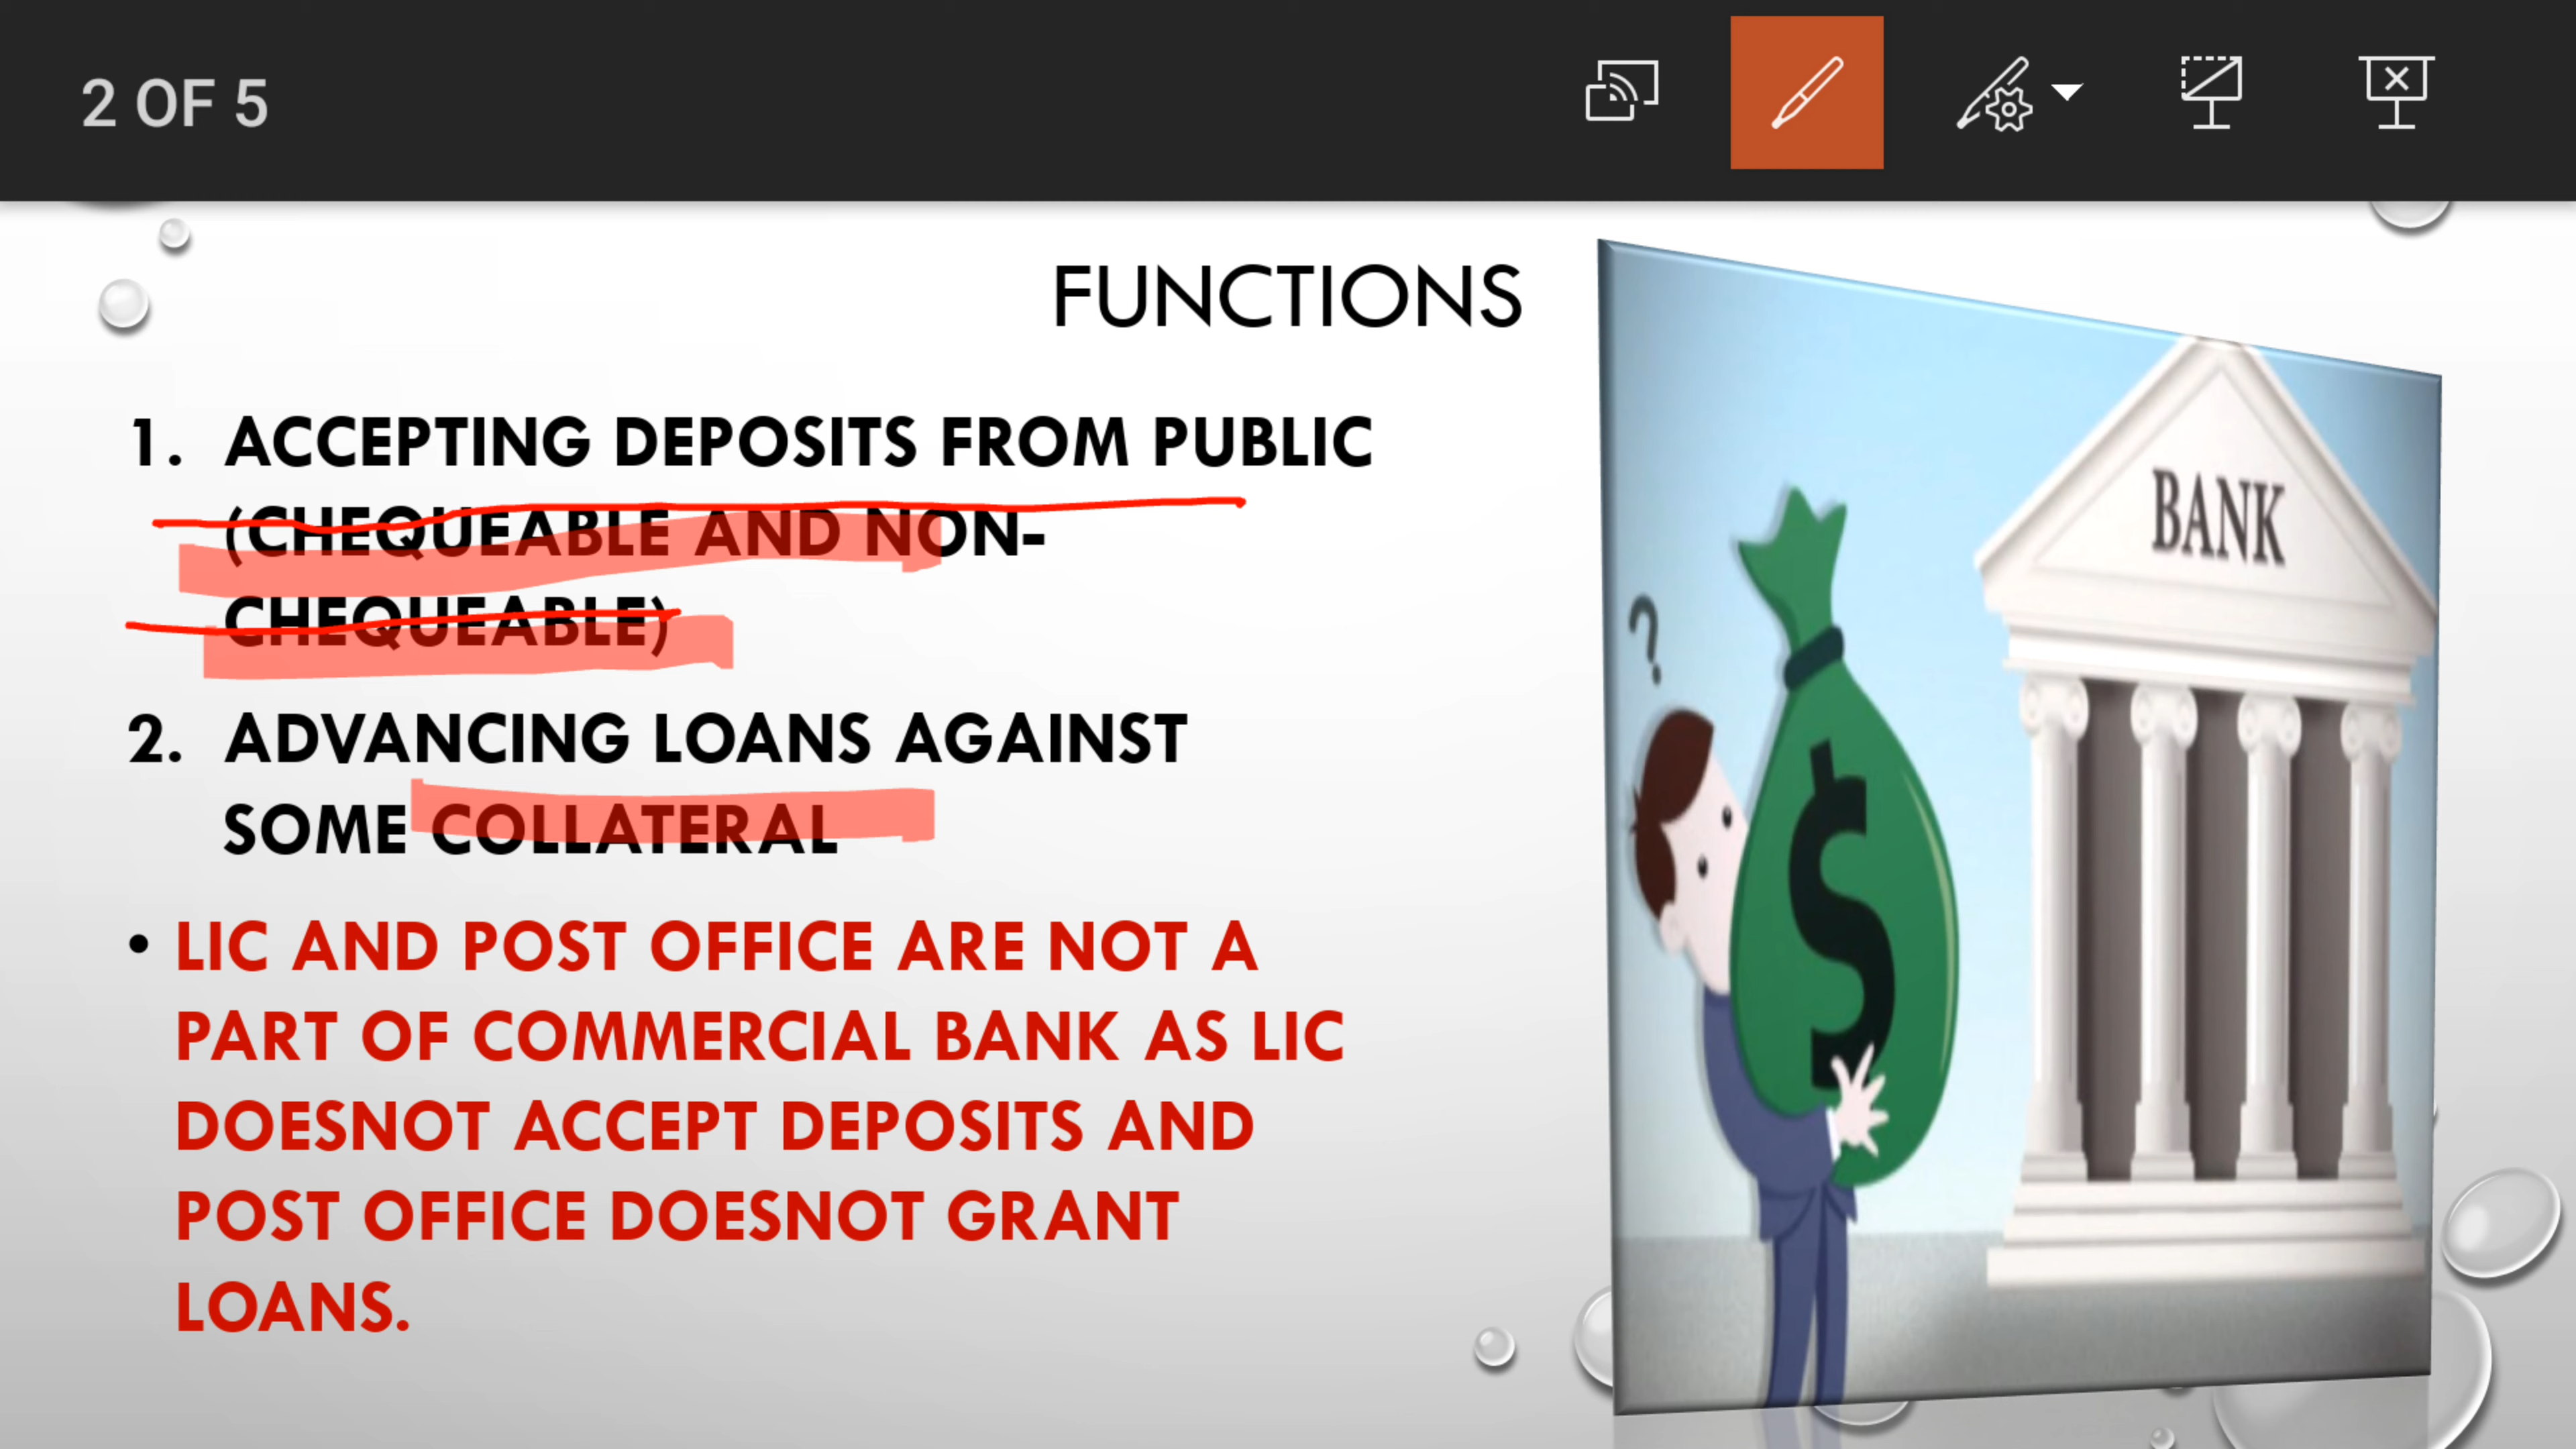 2 OF 5
FUNCTIONS
1. ACCEPTING DEPOSITS FROM PUBLIC
(CHEQUEABLE AND NON-
CHEQUEABLE)
2. ADVANCING LOANS AGAINST
SOME COLLATERAL
• LIC AND POST OFFICE ARE NOT A
PART OF COMMERCIAL BANK AS LIC
DOESNOT ACCEPT DEPOSITS AND
POST OFFICE DOESNOT GRANT
LOANS.
BANK
?
$